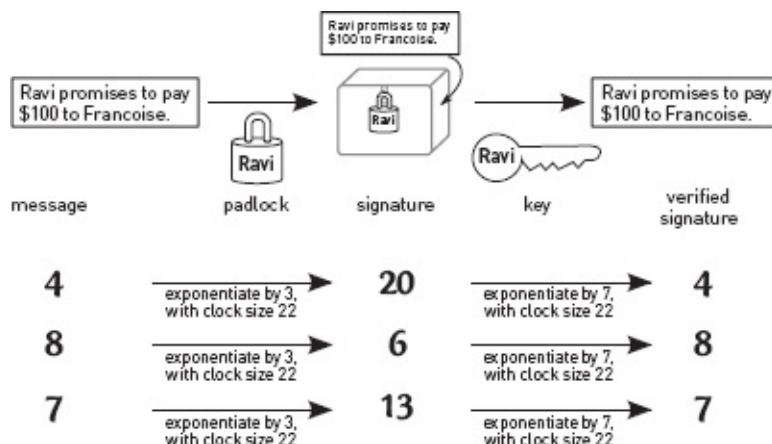 Ravi promises to pay
$100 to Francoise.
Ravi promises to pay
$100 to Francoise.
Ravi
Ravi
Ravi
Ravi promises to pay
$100 to Francoise.
message
padlock
signature
key
verified
signature
4
exponentiate by 3,
with clock size 22
20
exponentiate by 7,
with clock size 22
4
8
exponentiate by 3,
with clock size 22
6
exponentiate by 7,
with clock size 22
8
7
exponentiate by 3,
with clock size 22
13
exponentiate by 7,
with clock size 22
7